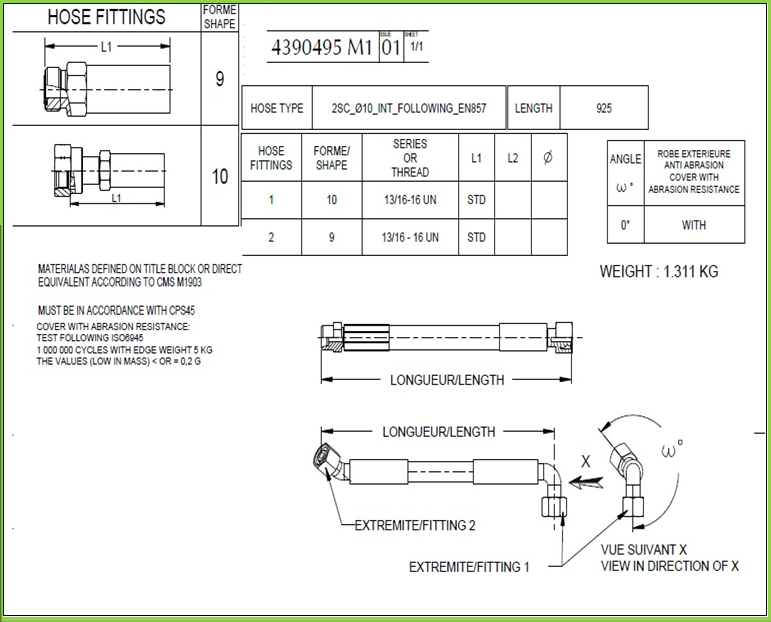 HOSE FITTINGS
FORME
SHAPE
L1
9
L1
10
4390495 M1
ISSUE
01
SHEET
1/1
HOSE TYPE
2SC_Ø10_INT_FOLLOWING_EN857
LENGTH
925
HOSE
FITTINGS
FORME/
SHAPE
SERIES
OR
THREAD
L1
L2
Ø
1
10
13/16-16 UN
STD
2
9
13/16 - 16 UN
STD
ANGLE
ω°
ROBE EXTERIEURE
ANTI ABRASION
COVER WITH
ABRASION RESISTANCE
0°
WITH
WEIGHT : 1.311 KG
MATERIALAS DEFINED ON TITLE BLOCK OR DIRECT
EQUIVALENT ACCORDING TO CMS M1903
MUST BE IN ACCORDANCE WITH CPS45
COVER WITH ABRASION RESISTANCE:
TEST FOLLOWING ISO6945
1 000 000 CYCLES WITH EDGE WEIGHT 5 KG
THE VALUES (LOW IN MASS) < OR = 0,2 G
LONGUEUR/LENGTH
LONGUEUR/LENGTH
X
ω°
EXTREMITE/FITTING 2
EXTREMITE/FITTING 1
VUE SUIVANT X
VIEW IN DIRECTION OF X